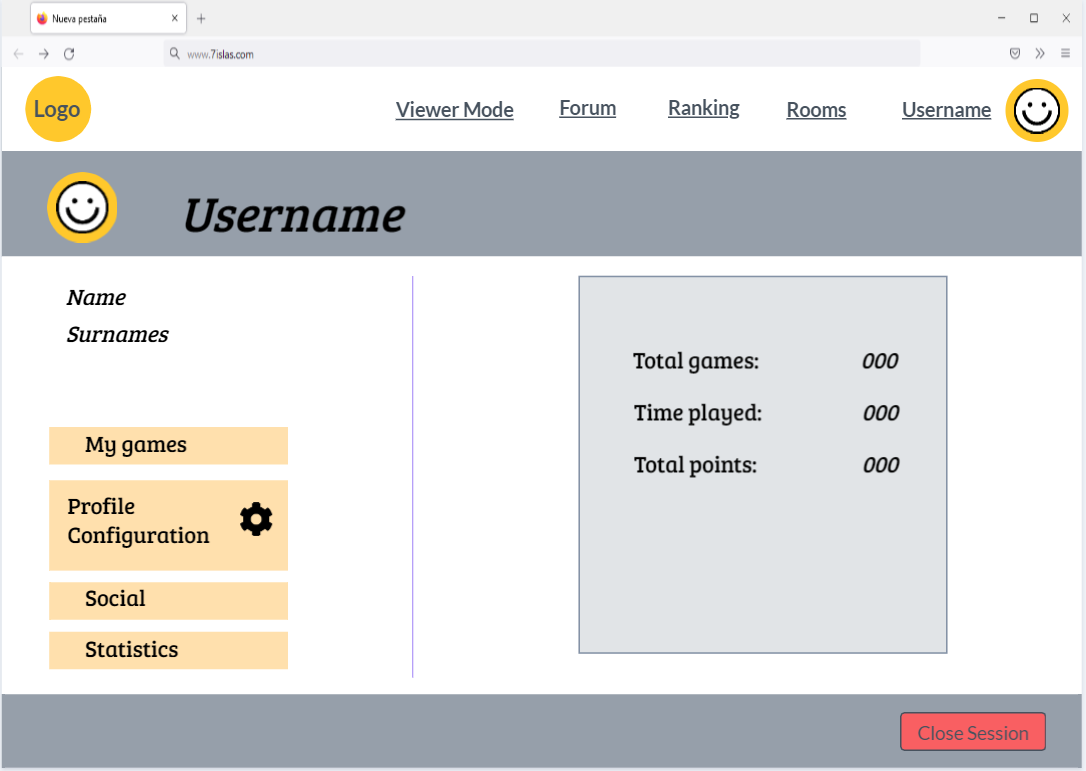 Nueva pestaña
www.7islas.com
Logo
Viewer Mode
Forum
Ranking
Rooms
Username
Username
Name
Surnames
My games
Profile
Configuration
Social
Statistics
Total games: 000
Time played: 000
Total points: 000
Close Session